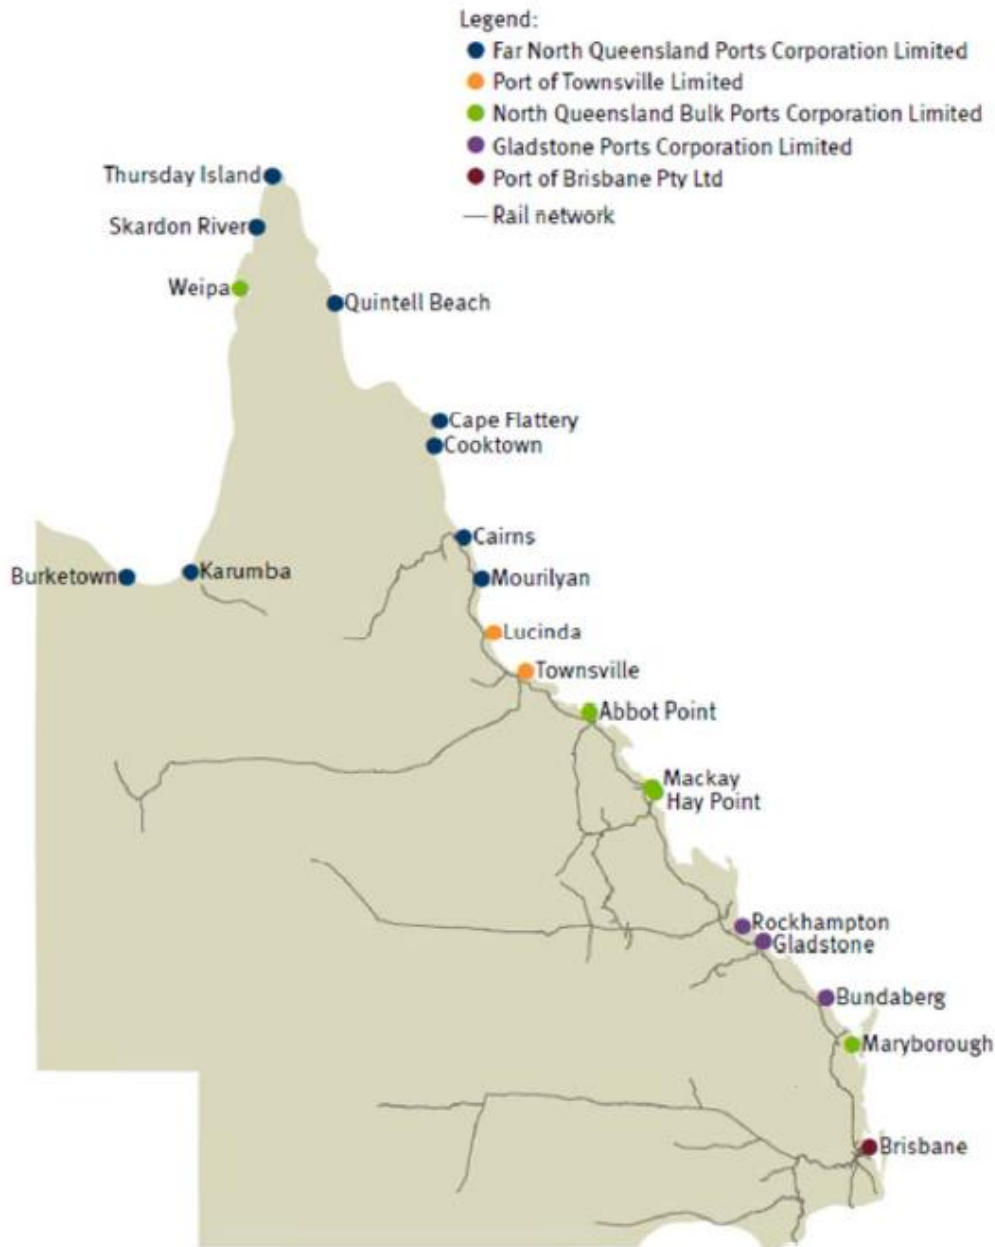 Legend:
Far North Queensland Ports Corporation Limited
Port of Townsville Limited
North Queensland Bulk Ports Corporation Limited
Gladstone Ports Corporation Limited
Port of Brisbane Pty Ltd
Rail network
Thursday Island
Skardon River
Weipa
Quintell Beach
Cape Flattery
Cooktown
Cairns
Burketown
Karumba
Mourilyan
Lucinda
Townsville
Abbot Point
Mackay
Hay Point
Rockhampton
Gladstone
Bundaberg
Maryborough
Brisbane